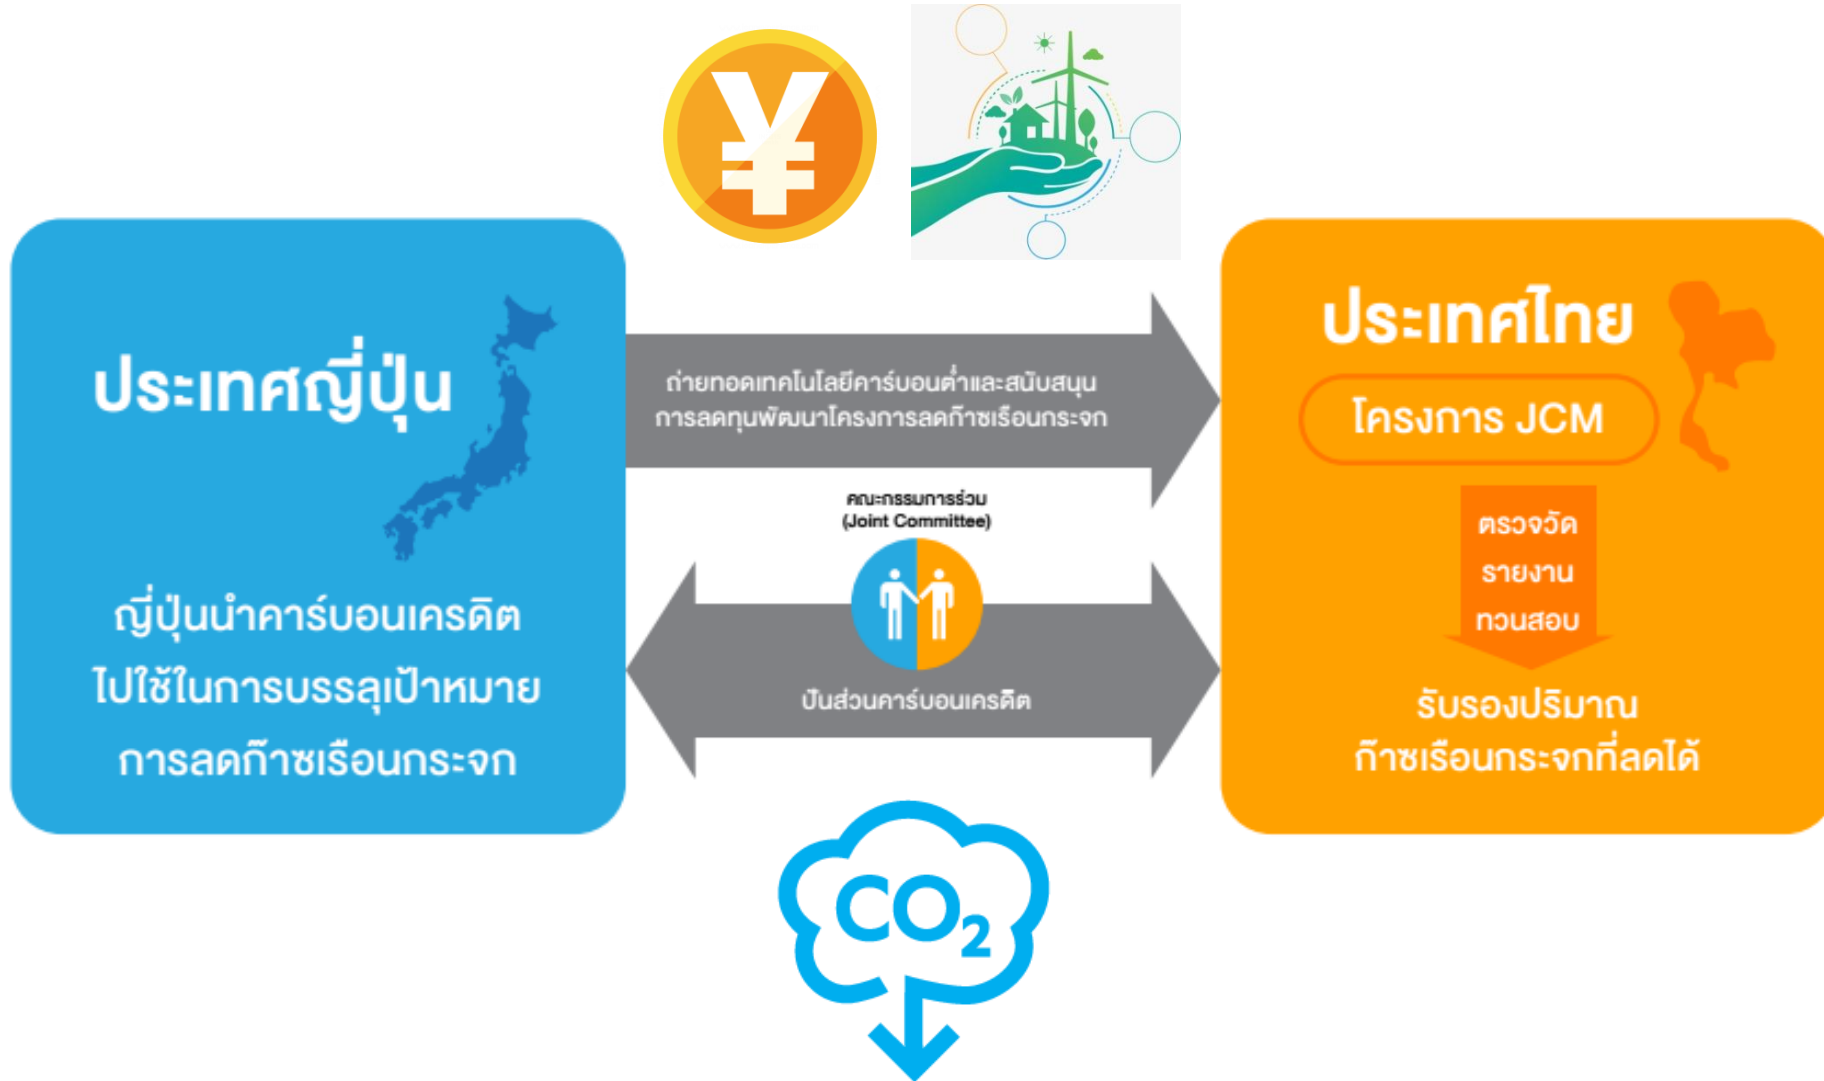 ¥
ประเทศญี่ปุ่น
ญี่ปุ่นนำคาร์บอนเครดิต
ไปใช้ในการบรรลุเป้าหมาย
การลดก๊าซเรือนกระจก
ถ่ายทอดเทคโนโลยีคาร์บอนต่ำและสนับสนุน
การลดทุนพัฒนาโครงการลดก๊าซเรือนกระจก
คณะกรรมการร่วม
(Joint Committee)
ปันส่วนคาร์บอนเครดิต
CO₂
ประเทศไทย
โครงการ JCM
ตรวจวัด
รายงาน
ทวนสอบ
รับรองปริมาณ
ก๊าซเรือนกระจกที่ลดได้